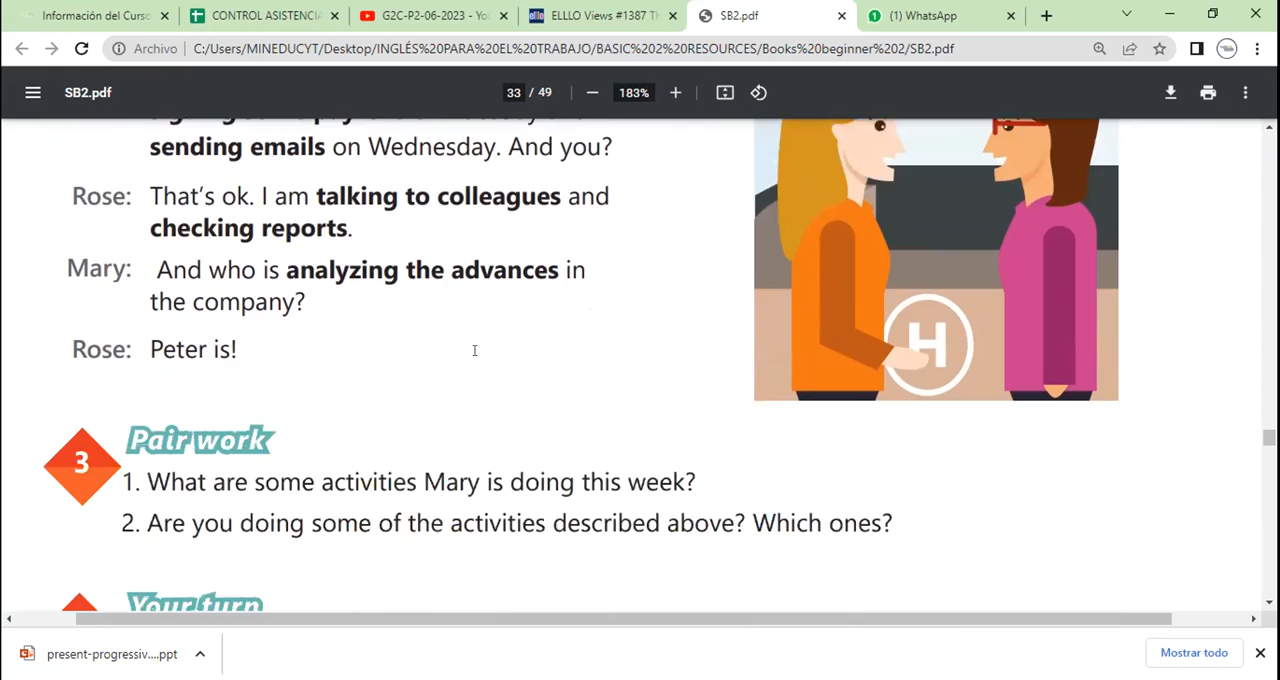 Información del Curso
CONTROL ASISTENCIA
G2C-P2-06-2023 - Yo
ELLLO Views #1387 Th
SB2.pdf
(1) WhatsApp
Archivo
C:/Users/MINEDUCYT/Desktop/INGLÉS%20PARA%20EL%20TRABAJO/BASIC%202%20RESOURCES/Books%20beginner%202/SB2.pdf
SB2.pdf
33 / 49
183%
sending emails on Wednesday. And you?
Rose: That's ok. I am talking to colleagues and
checking reports.
Mary: And who is analyzing the advances in
the company?
Rose: Peter is!
H
3
Pair work
1. What are some activities Mary is doing this week?
2. Are you doing some of the activities described above? Which ones?
Your turn
present-progressiv....ppt
Mostrar todo